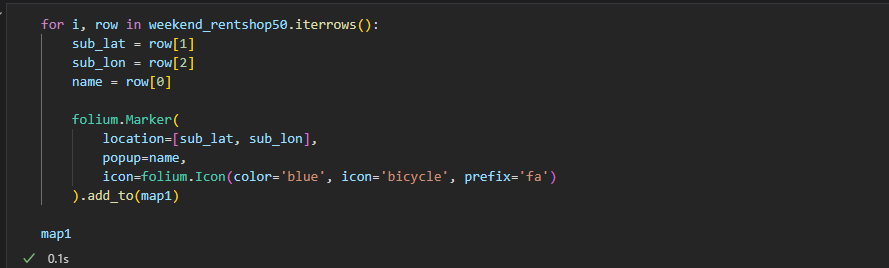 for i, row in weekend_rentshop50.iterrows():
    sub_lat = row[1]
    sub_lon = row[2]
    name = row[0]

    folium.Marker(
        location=[sub_lat, sub_lon],
        popup=name,
        icon=folium.Icon(color='blue', icon='bicycle', prefix='fa')
    ).add_to(map1)

map1
✓ 0.1s